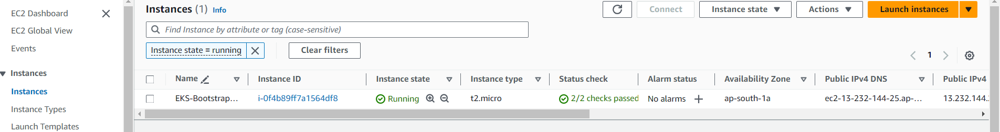 EC2 Dashboard
EC2 Global View
Events
Instances
Instances
Instance Types
Launch Templates
Instances (1) Info
Connect
Instance state
Actions
Launch instances
Find Instance by attribute or tag (case-sensitive)
Instance state = running
Clear filters
1
Name Instance ID Instance state Instance type Status check Alarm status Availability Zone Public IPv4 DNS Public IPv4
EKS-Bootstrap... i-0f4b89ff7a1564df8 Running t2.micro 2/2 checks passed No alarms ap-south-1a ec2-13-232-144-25.ap-... 13.232.144.